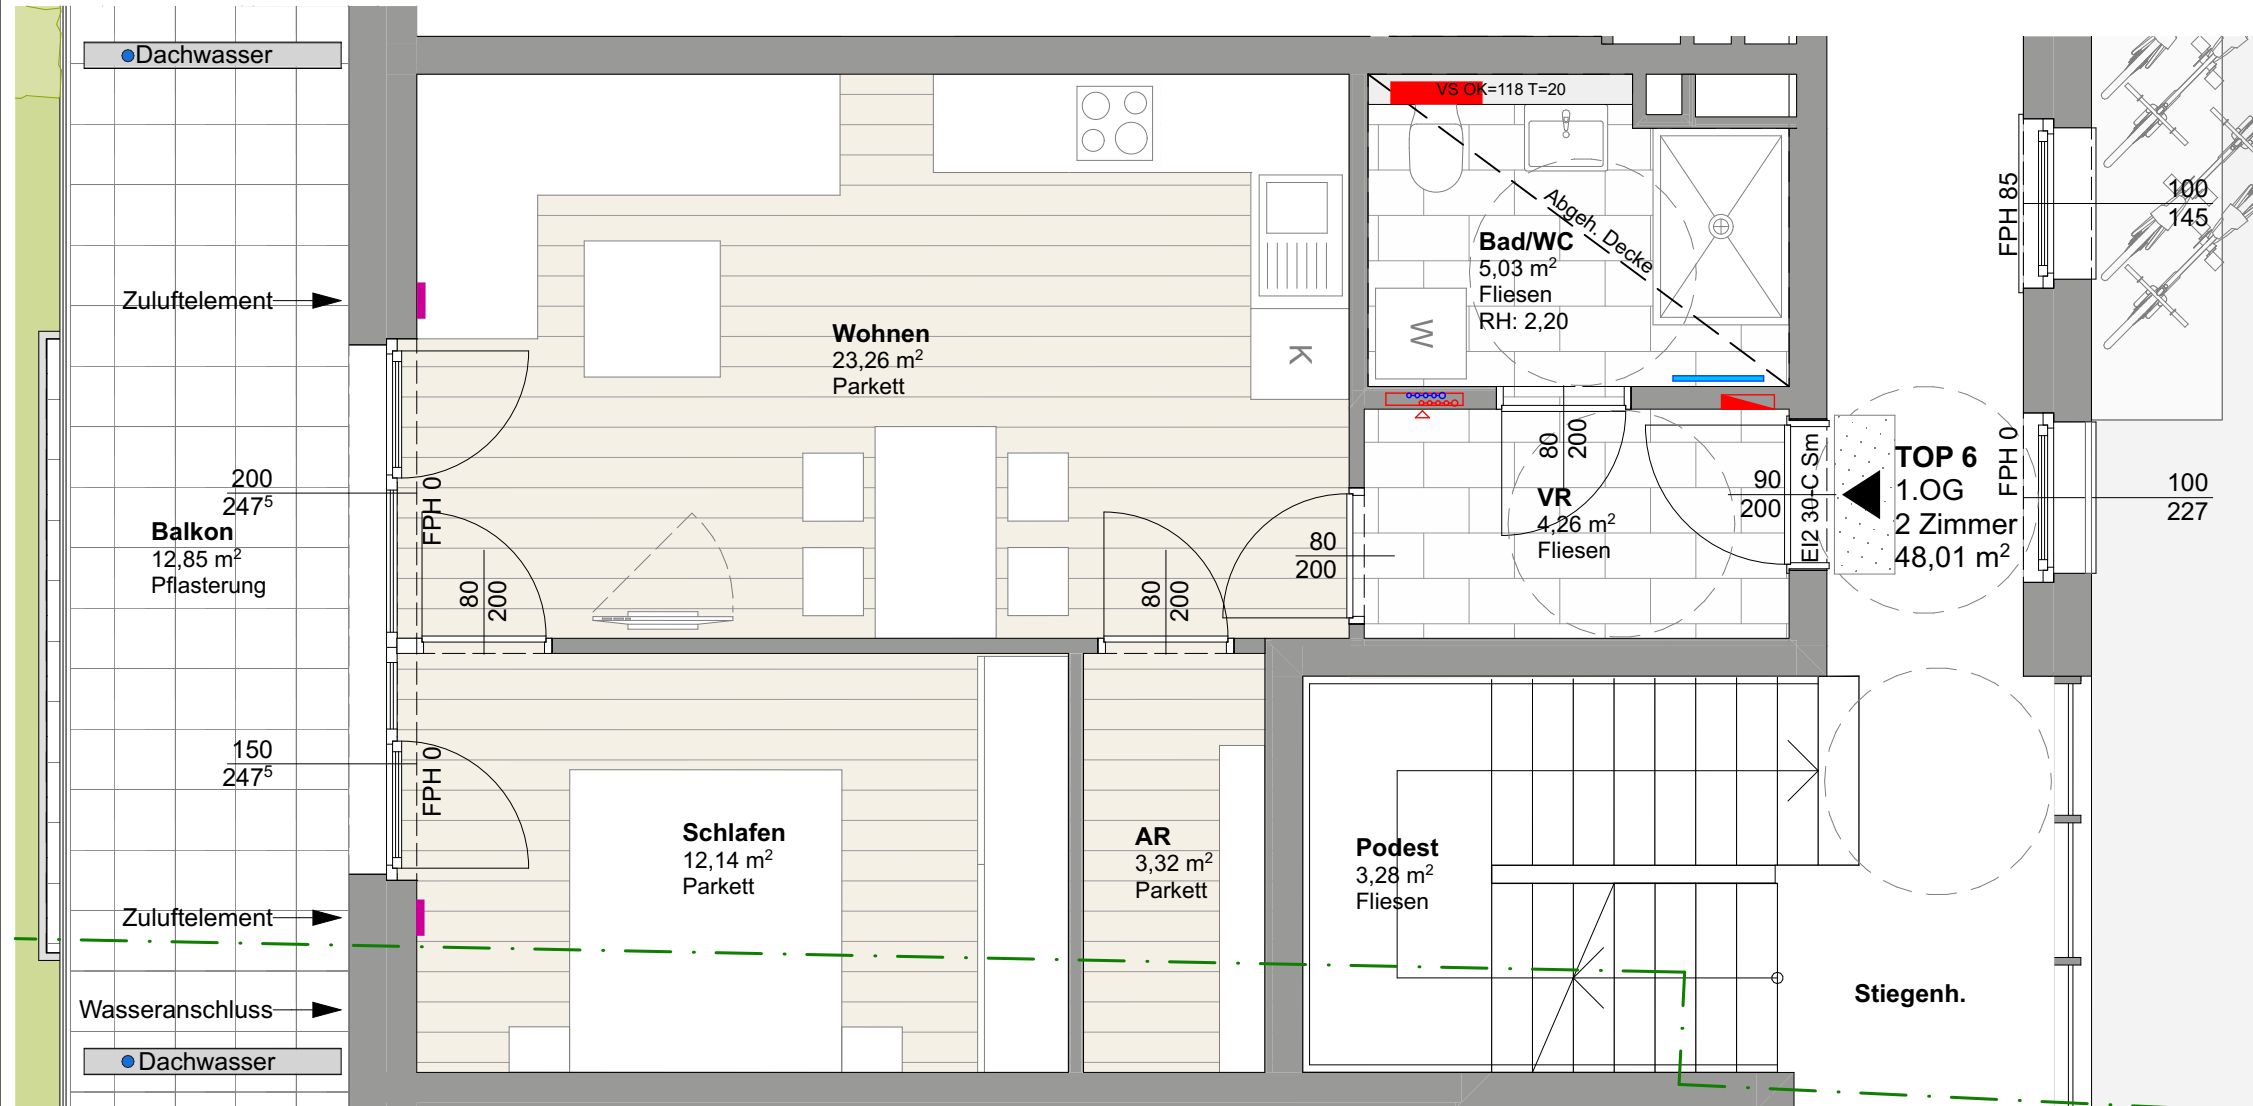 Dachwasser
VS OK=118 T=20
Abgeh. Decke
Bad/WC
5,03 m²
Fliesen
RH: 2,20
W
K
FPH 85
100
145
Zuluftelement
Wohnen
23,26 m²
Parkett
200
247⁵
FPH 0
Balkon
12,85 m²
Pflasterung
80
200
80
200
80
200
80
200
VR
4,26 m²
Fliesen
90
200
EI2 30-C Sm
TOP 6
1.OG
2 Zimmer
48,01 m²
FPH 0
100
227
150
247⁵
FPH 0
Schlafen
12,14 m²
Parkett
AR
3,32 m²
Parkett
Podest
3,28 m²
Fliesen
Zuluftelement
Wasseranschluss
Stiegenh.
Dachwasser